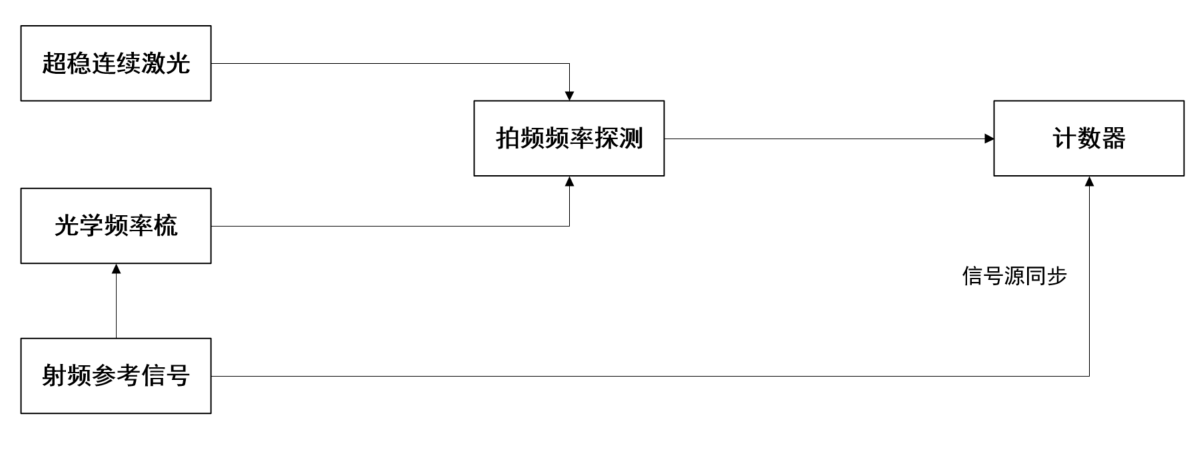 超稳连续激光
拍频频率探测
计数器
光学频率梳
信号源同步
射频参考信号